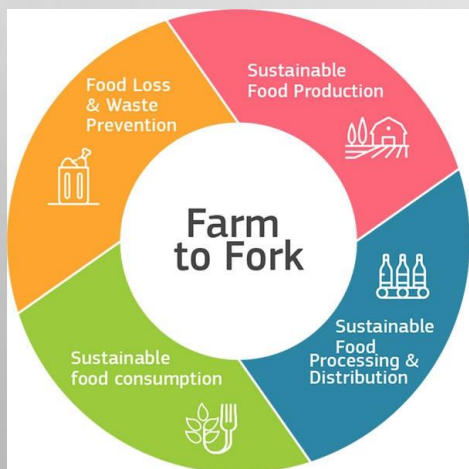 Food Loss
& Waste
Prevention
Sustainable
Food Production
Farm
to Fork
Sustainable
Food
Processing &
Distribution
Sustainable
food consumption